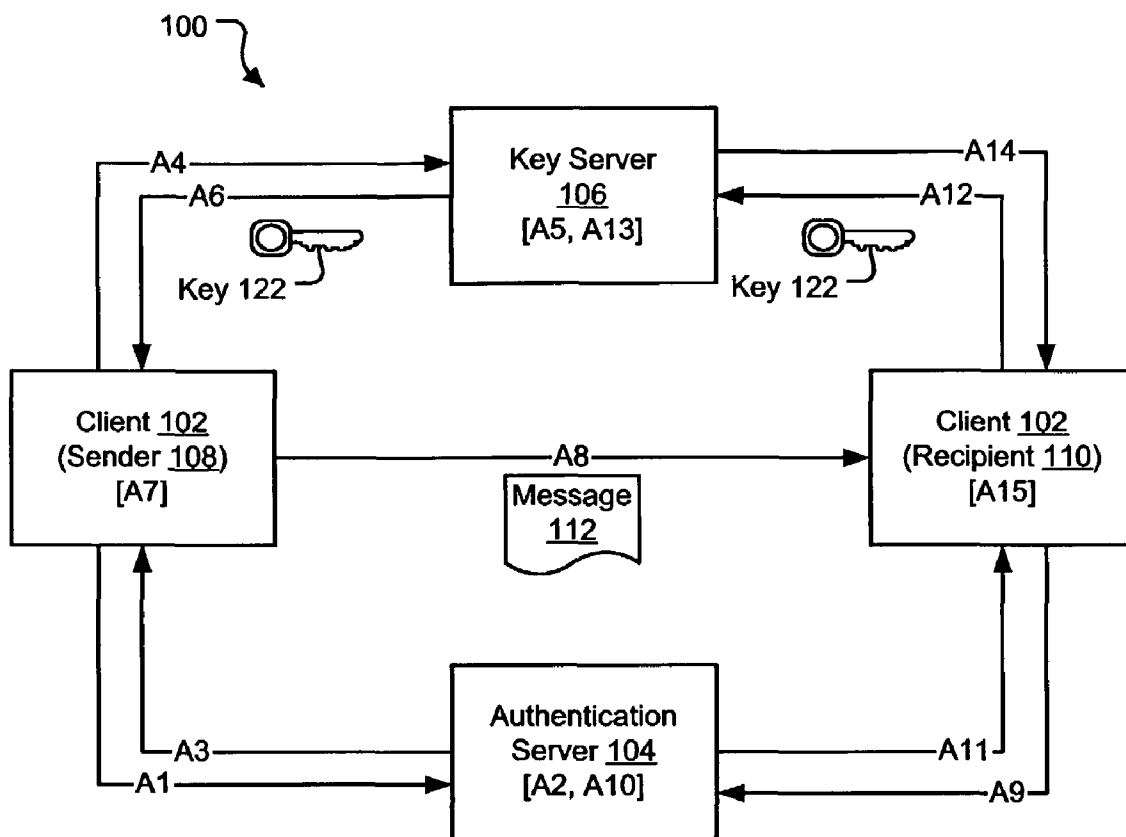 100
A4
A6
Key 122
Key Server
106
[A5, A13]
A14
A12
Key 122
Client 102
(Sender 108)
[A7]
A8
Message
112
Client 102
(Recipient 110)
[A15]
A3
A1
Authentication
Server 104
[A2, A10]
A11
A9